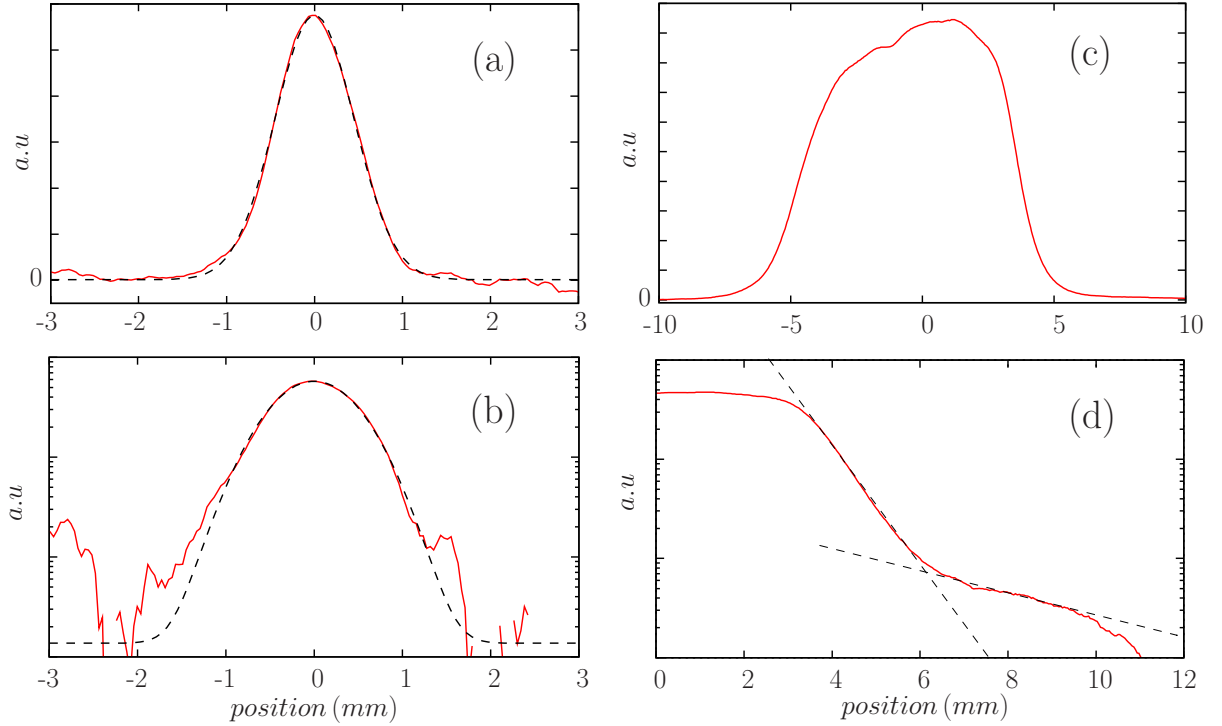 (a)
a.u
0
-3 -2 -1 0 1 2 3
(c)
a.u
0
-10 -5 0 5 10
(b)
a.u
-3 -2 -1 0 1 2 3
position (mm)
(d)
a.u
0 2 4 6 8 10 12
position (mm)